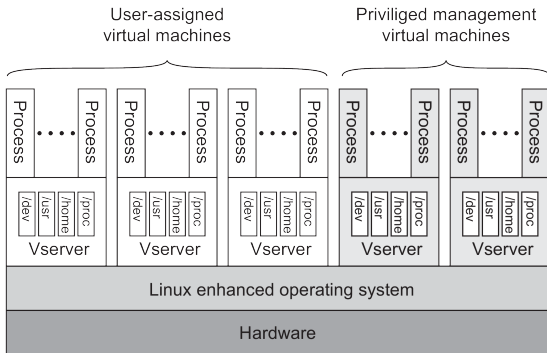 User-assigned
virtual machines
Priviliged management
virtual machines
Process
Process
Process
Process
Process
Process
Process
Process
Process
Process
/dev
/usr
/home
/proc
/dev
/usr
/home
/proc
/dev
/usr
/home
/proc
/dev
/usr
/home
/proc
/dev
/usr
/home
/proc
Vserver
Vserver
Vserver
Vserver
Vserver
Linux enhanced operating system
Hardware